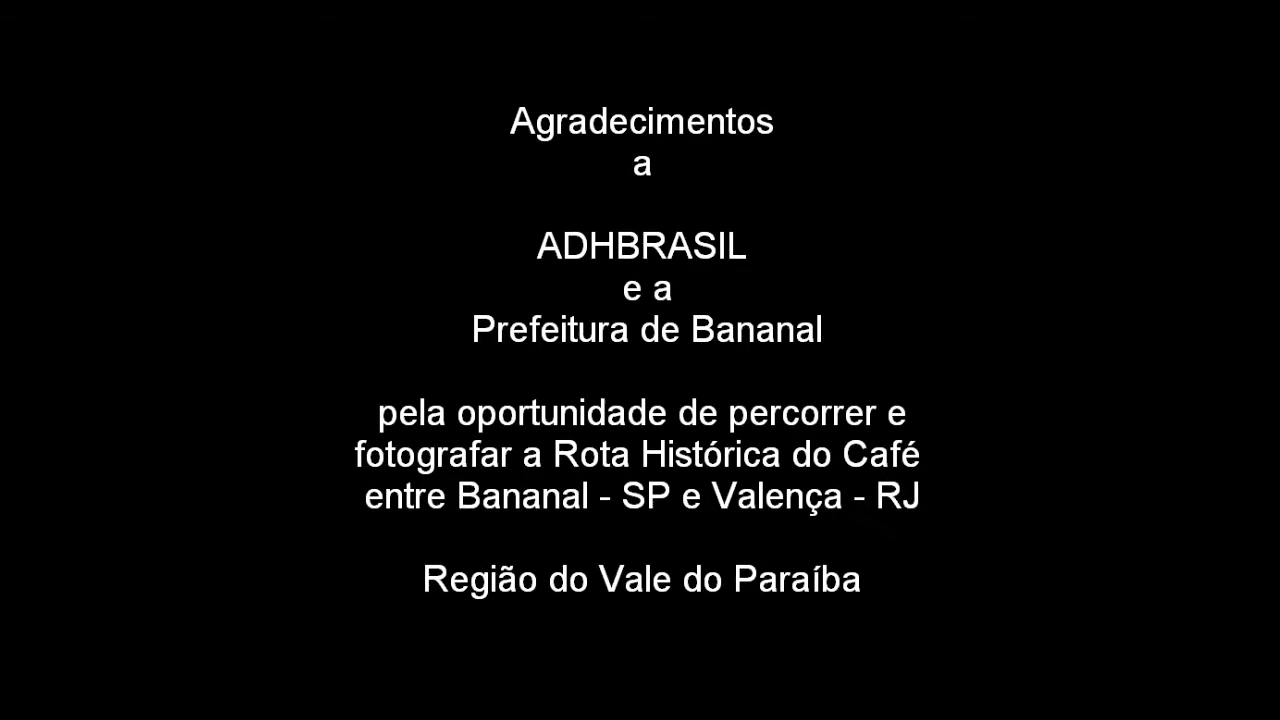 Agradecimentos
a
ADHBRASIL
e a
Prefeitura de Bananal
pela oportunidade de percorrer e
fotografar a Rota Histórica do Café
entre Bananal - SP e Valença - RJ
Região do Vale do Paraíba